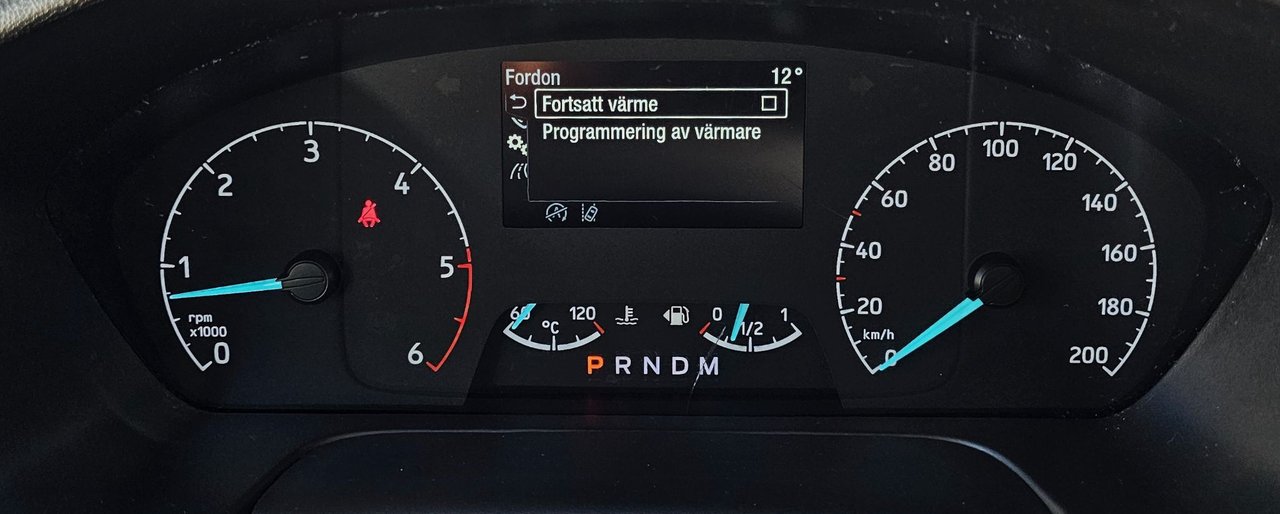 Fordon 12°
Fortsatt värme
Programmering av värmare
0 1 2 3 4 5 6
rpm
x1000
60 120
°C
0 1/2 1
P R N D M
0 20 40 60 80 100 120 140 160 180 200
km/h